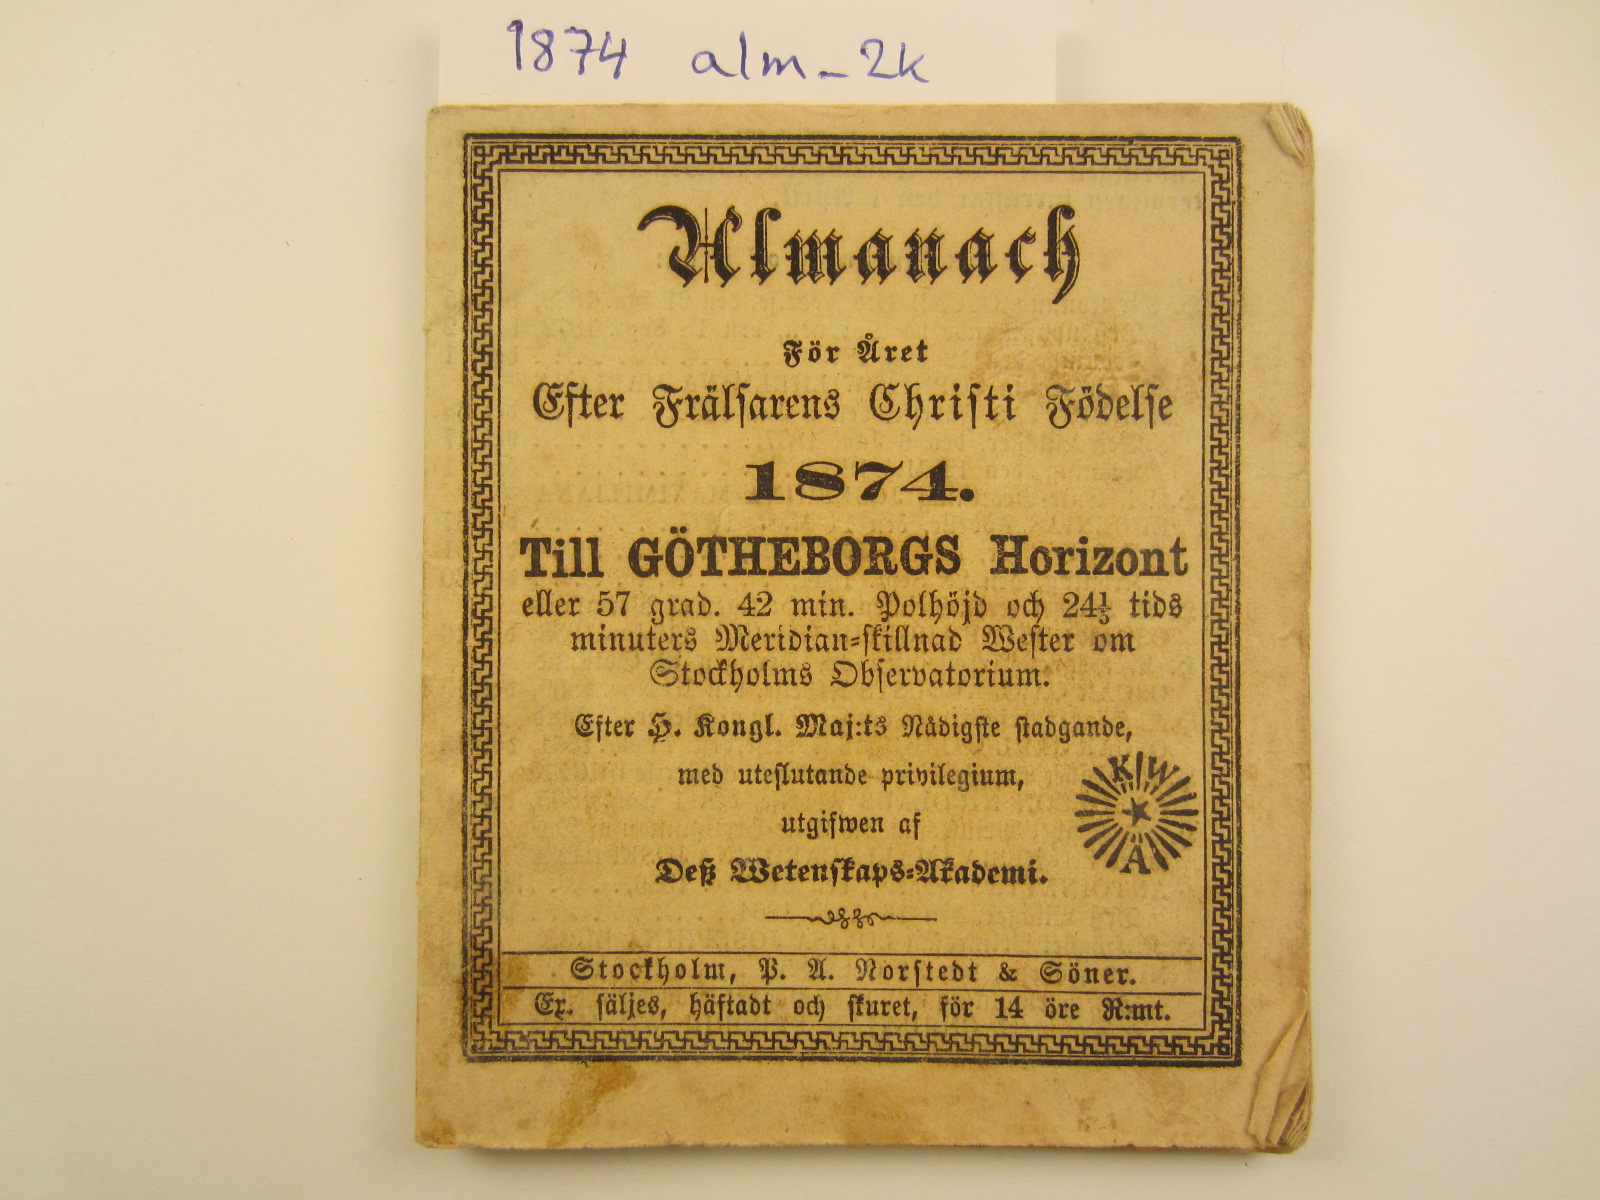 1874 alm_2k
Almanach
För Året
Efter Frälsarens Christi Födelse
1874.
Till GÖTHEBORGS Horizont
eller 57 grad. 42 min. Polhöjd och 24⅕ tids
minuters Meridian-skillnad Wester om
Stockholms Observatorium.
Efter H. Kongl. Maj:ts Nådigste stadgande,
med uteslutande privilegium,
utgifwen af
Deß Wetenskaps-Akademi.
K W
A
Stockholm, P. A. Norstedt & Söner.
Ex. säljes, häftadt och skuret, för 14 öre R:mt.